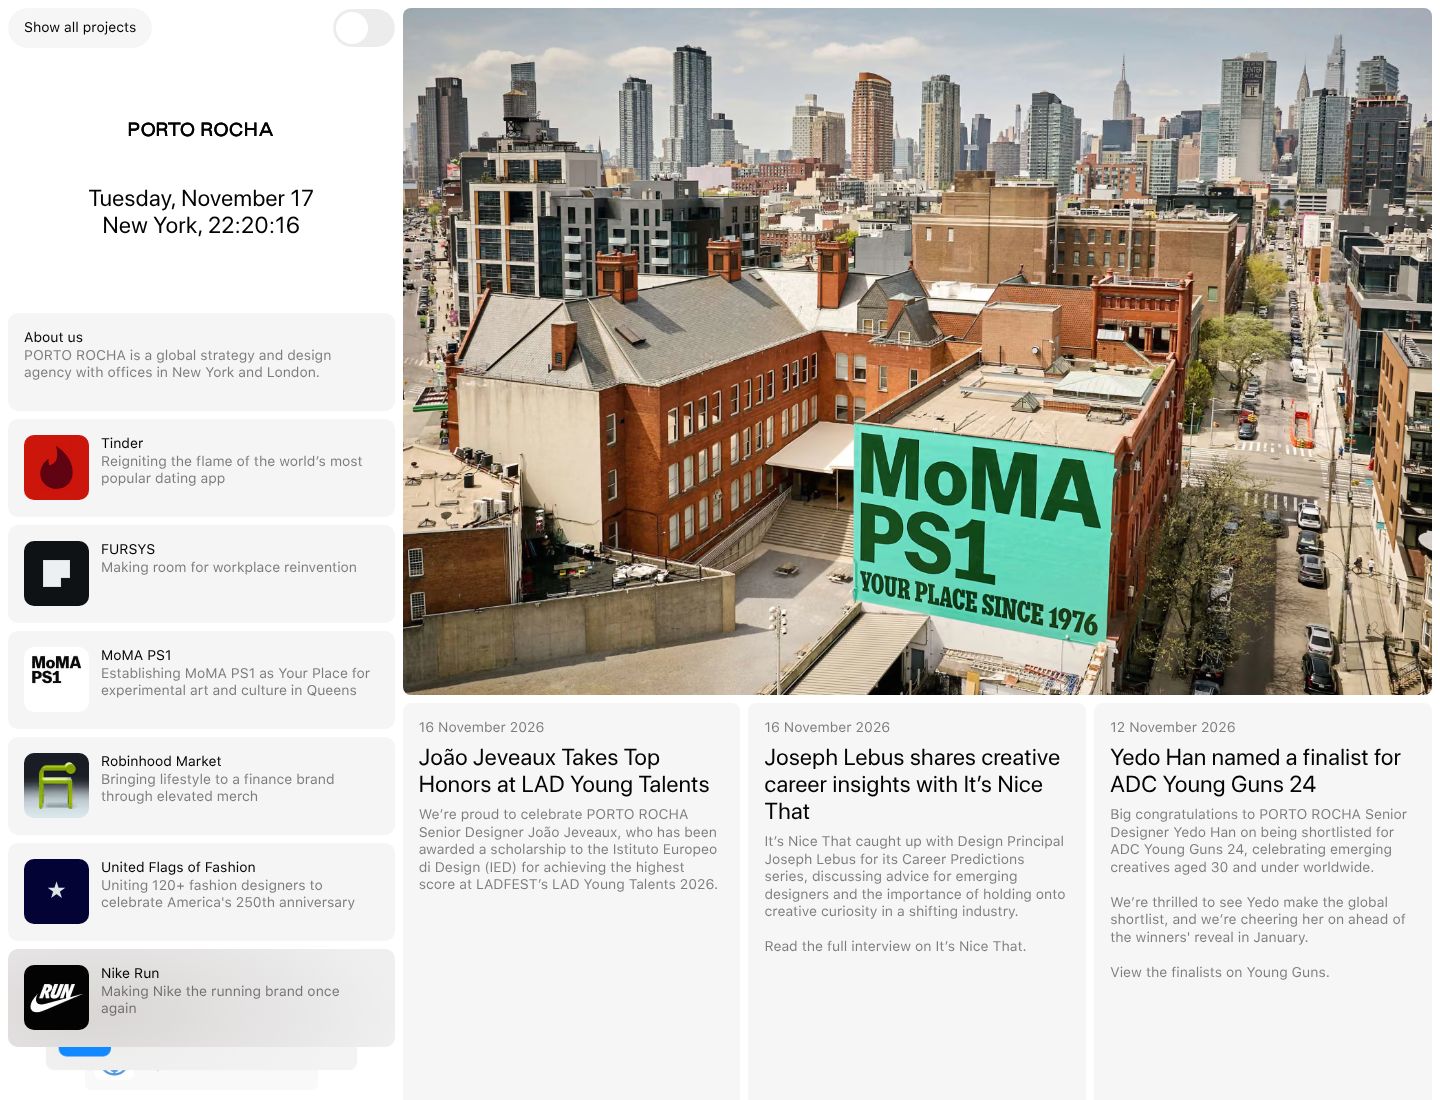 Show all projects
PORTO ROCHA
Tuesday, November 17
New York, 22:20:16
About us
PORTO ROCHA is a global strategy and design
agency with offices in New York and London.
Tinder
Reigniting the flame of the world’s most
popular dating app
FURSYS
Making room for workplace reinvention
MoMA
PS1
MoMA PS1
Establishing MoMA PS1 as Your Place for
experimental art and culture in Queens
Robinhood Market
Bringing lifestyle to a finance brand
through elevated merch
United Flags of Fashion
Uniting 120+ fashion designers to
celebrate America's 250th anniversary
RUN
Nike Run
Making Nike the running brand once
again
MoMA
PS1
YOUR PLACE SINCE 1976
16 November 2026
João Jeveaux Takes Top
Honors at LAD Young Talents
We’re proud to celebrate PORTO ROCHA
Senior Designer João Jeveaux, who has been
awarded a scholarship to the Istituto Europeo
di Design (IED) for achieving the highest
score at LADFEST’s LAD Young Talents 2026.
16 November 2026
Joseph Lebus shares creative
career insights with It’s Nice
That
It’s Nice That caught up with Design Principal
Joseph Lebus for its Career Predictions
series, discussing advice for emerging
designers and the importance of holding onto
creative curiosity in a shifting industry.
Read the full interview on It’s Nice That.
12 November 2026
Yedo Han named a finalist for
ADC Young Guns 24
Big congratulations to PORTO ROCHA Senior
Designer Yedo Han on being shortlisted for
ADC Young Guns 24, celebrating emerging
creatives aged 30 and under worldwide.
We’re thrilled to see Yedo make the global
shortlist, and we’re cheering her on ahead of
the winners' reveal in January.
View the finalists on Young Guns.